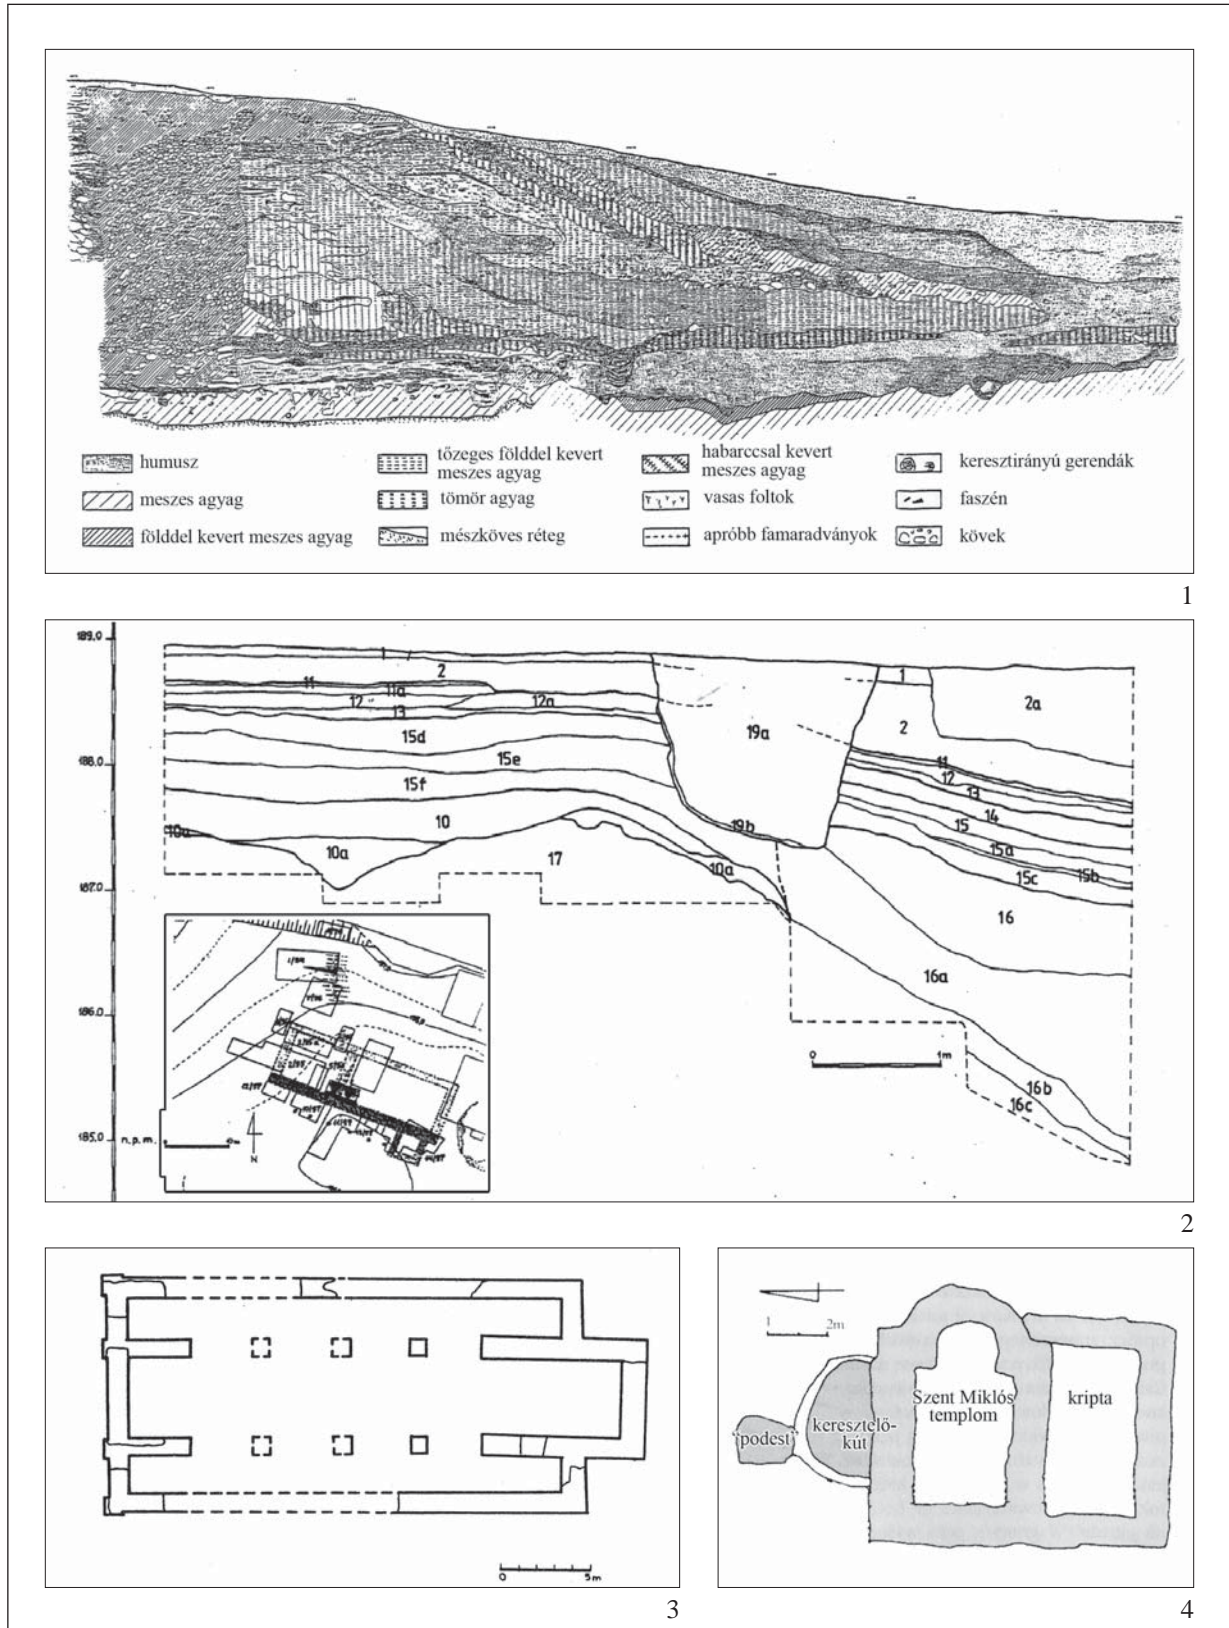 humusz
meszes agyag
földdel kevert meszes agyag
tőzeges földdel kevert
meszes agyag
tömör agyag
mészköves réteg
habarccsal kevert
meszes agyag
vasas foltok
apróbb famaradványok
keresztirányú gerendák
faszén
kövek
1
189.0
188.0
187.0
186.0
185.0
n.p.m.
1
2
11
11a
12
12a
13
15d
15e
15f
10
10a
10a
17
10a
19a
19b
1
2
2a
11
12
13
14
15
15a
15b
15c
16
16a
16b
16c
0 1m
N
2
0 5m
3
1 2m
"podest"
keresztelő-
kút
Szent Miklós
templom
kripta
4